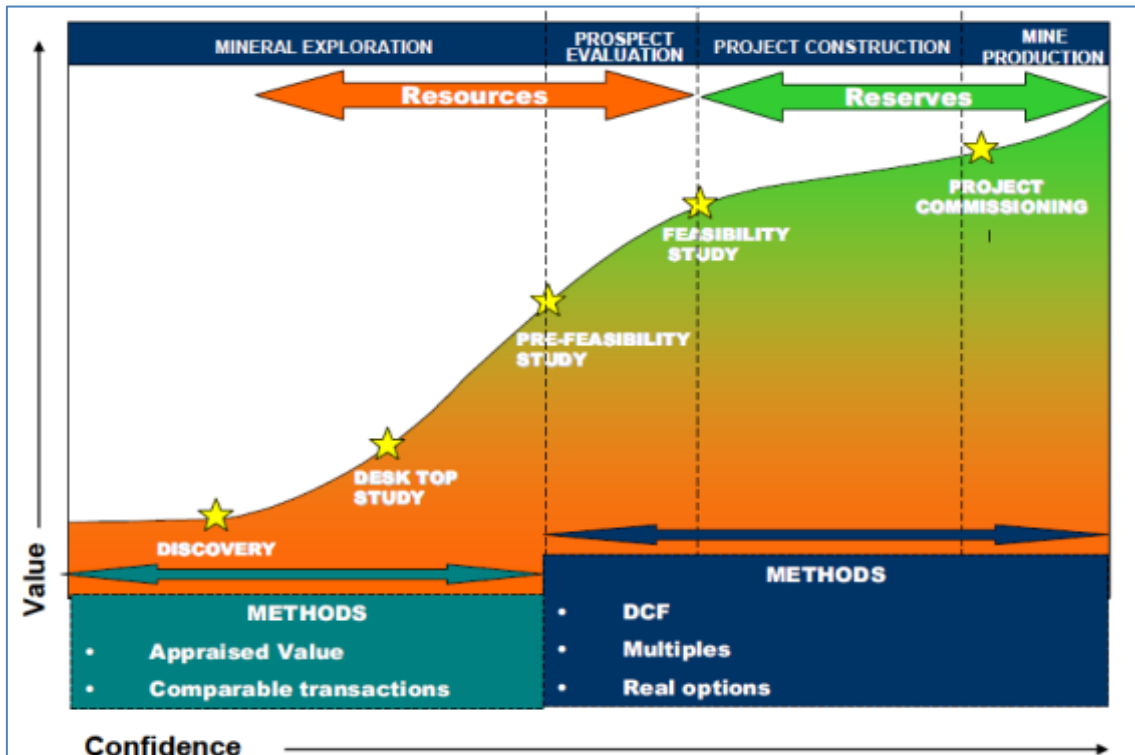 MINERAL EXPLORATION
PROSPECT
EVALUATION
PROJECT CONSTRUCTION
MINE
PRODUCTION
Resources
Reserves
PROJECT
COMMISSIONING
FEASIBILITY
STUDY
PRE-FEASIBILITY
STUDY
DESK TOP
STUDY
DISCOVERY
Value
METHODS
• Appraised Value
• Comparable transactions
METHODS
• DCF
• Multiples
• Real options
Confidence